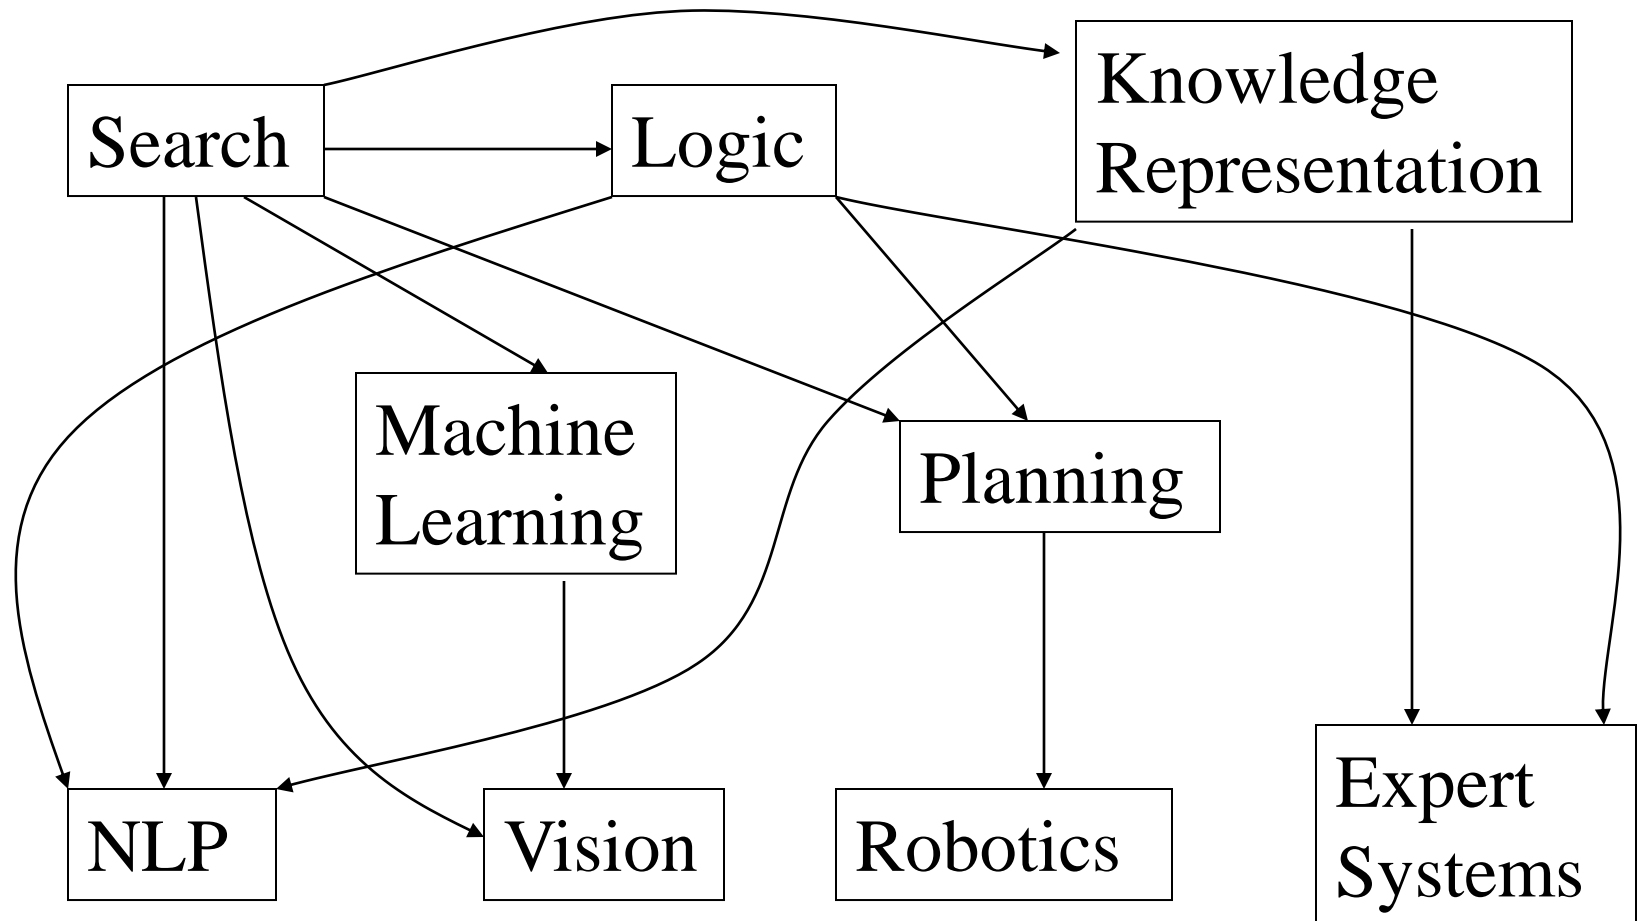 Search
Logic
Knowledge
Representation
Machine
Learning
Planning
NLP
Vision
Robotics
Expert
Systems